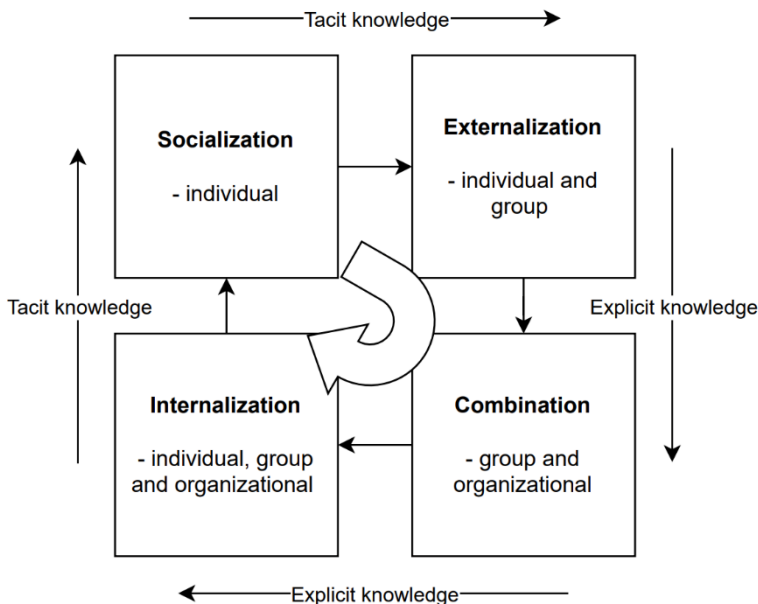 Tacit knowledge
Socialization
- individual
Externalization
- individual and
group
Tacit knowledge
Explicit knowledge
Internalization
- individual, group
and organizational
Combination
- group and
organizational
Explicit knowledge